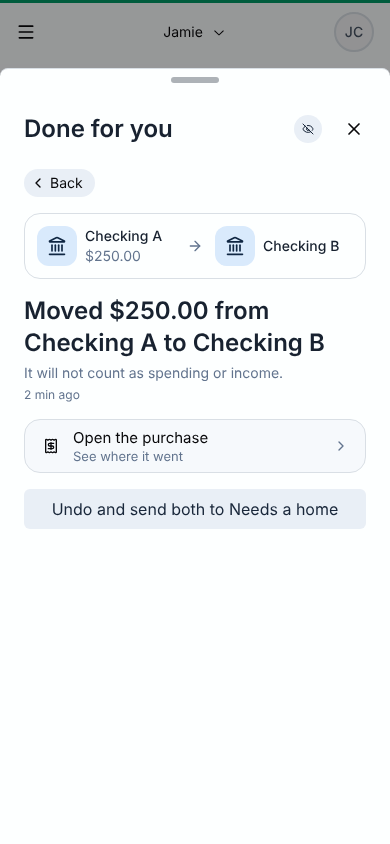 Jamie
JC
Done for you
Back
Checking A
$250.00
Checking B
Moved $250.00 from
Checking A to Checking B
It will not count as spending or income.
2 min ago
Open the purchase
See where it went
Undo and send both to Needs a home